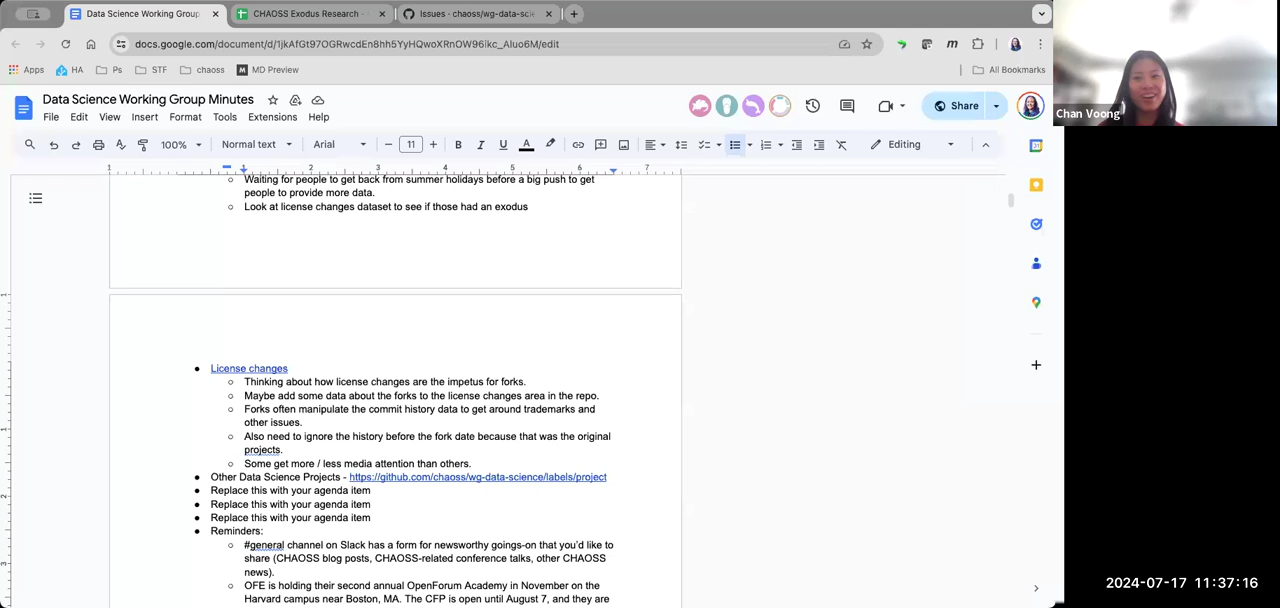 Data Science Working Group
CHAOSS Exodus Research -
Issues · chaoss/wg-data-scie
docs.google.com/document/d/1jkAfGt97OGRwcdEn8hh5YyHQwoXRnOW96ikc_AIuo6M/edit
Apps
HA
Ps
STF
chaoss
M MD Preview
All Bookmarks
Data Science Working Group Minutes
File Edit View Insert Format Tools Extensions Help
Share
100% Normal text Arial 11 B I U A Editing
1 1 2 3 4 5 6 7
Waiting for people to get back from summer holidays before a big push to get
people to provide more data.
○ Look at license changes dataset to see if those had an exodus
● License changes
○ Thinking about how license changes are the impetus for forks.
○ Maybe add some data about the forks to the license changes area in the repo.
○ Forks often manipulate the commit history data to get around trademarks and
other issues.
○ Also need to ignore the history before the fork date because that was the original
projects.
○ Some get more / less media attention than others.
● Other Data Science Projects - https://github.com/chaoss/wg-data-science/labels/project
● Replace this with your agenda item
● Replace this with your agenda item
● Replace this with your agenda item
● Reminders:
○ #general channel on Slack has a form for newsworthy goings-on that you'd like to
share (CHAOSS blog posts, CHAOSS-related conference talks, other CHAOSS
news).
○ OFE is holding their second annual OpenForum Academy in November on the
Harvard campus near Boston, MA. The CFP is open until August 7, and they are
Chan Voong
2024-07-17 11:37:16